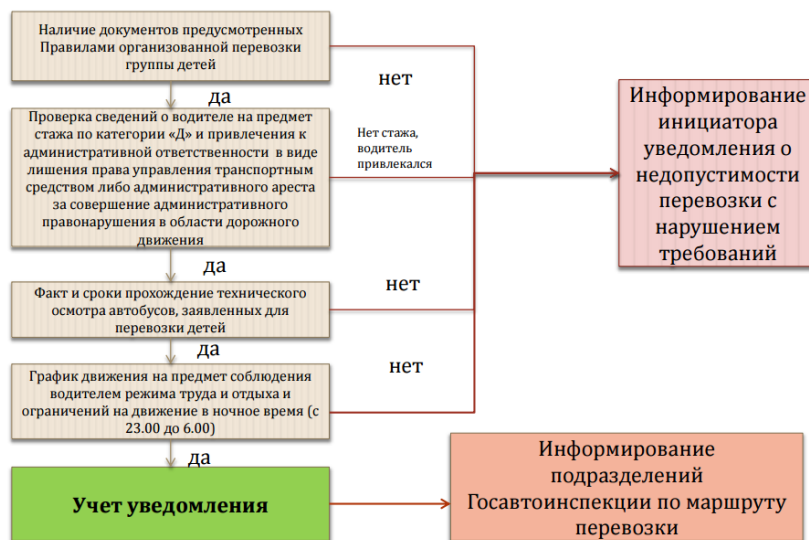 Наличие документов предусмотренных
Правилами организованной перевозки
группы детей
нет
да
Проверка сведений о водителе на предмет
стажа по категории «Д» и привлечения к
административной ответственности в виде
лишения права управления транспортным
средством либо административного ареста
за совершение административного
правонарушения в области дорожного
движения
Нет стажа,
водитель
привлекался
Информирование
инициатора
уведомления о
недопустимости
перевозки с
нарушением
требований
да
Факт и сроки прохождение технического
осмотра автобусов, заявленных для
перевозки детей
нет
да
График движения на предмет соблюдения
водителем режима труда и отдыха и
ограничений на движение в ночное время (с
23.00 до 6.00)
нет
да
Учет уведомления
Информирование
подразделений
Госавтоинспекции по маршруту
перевозки